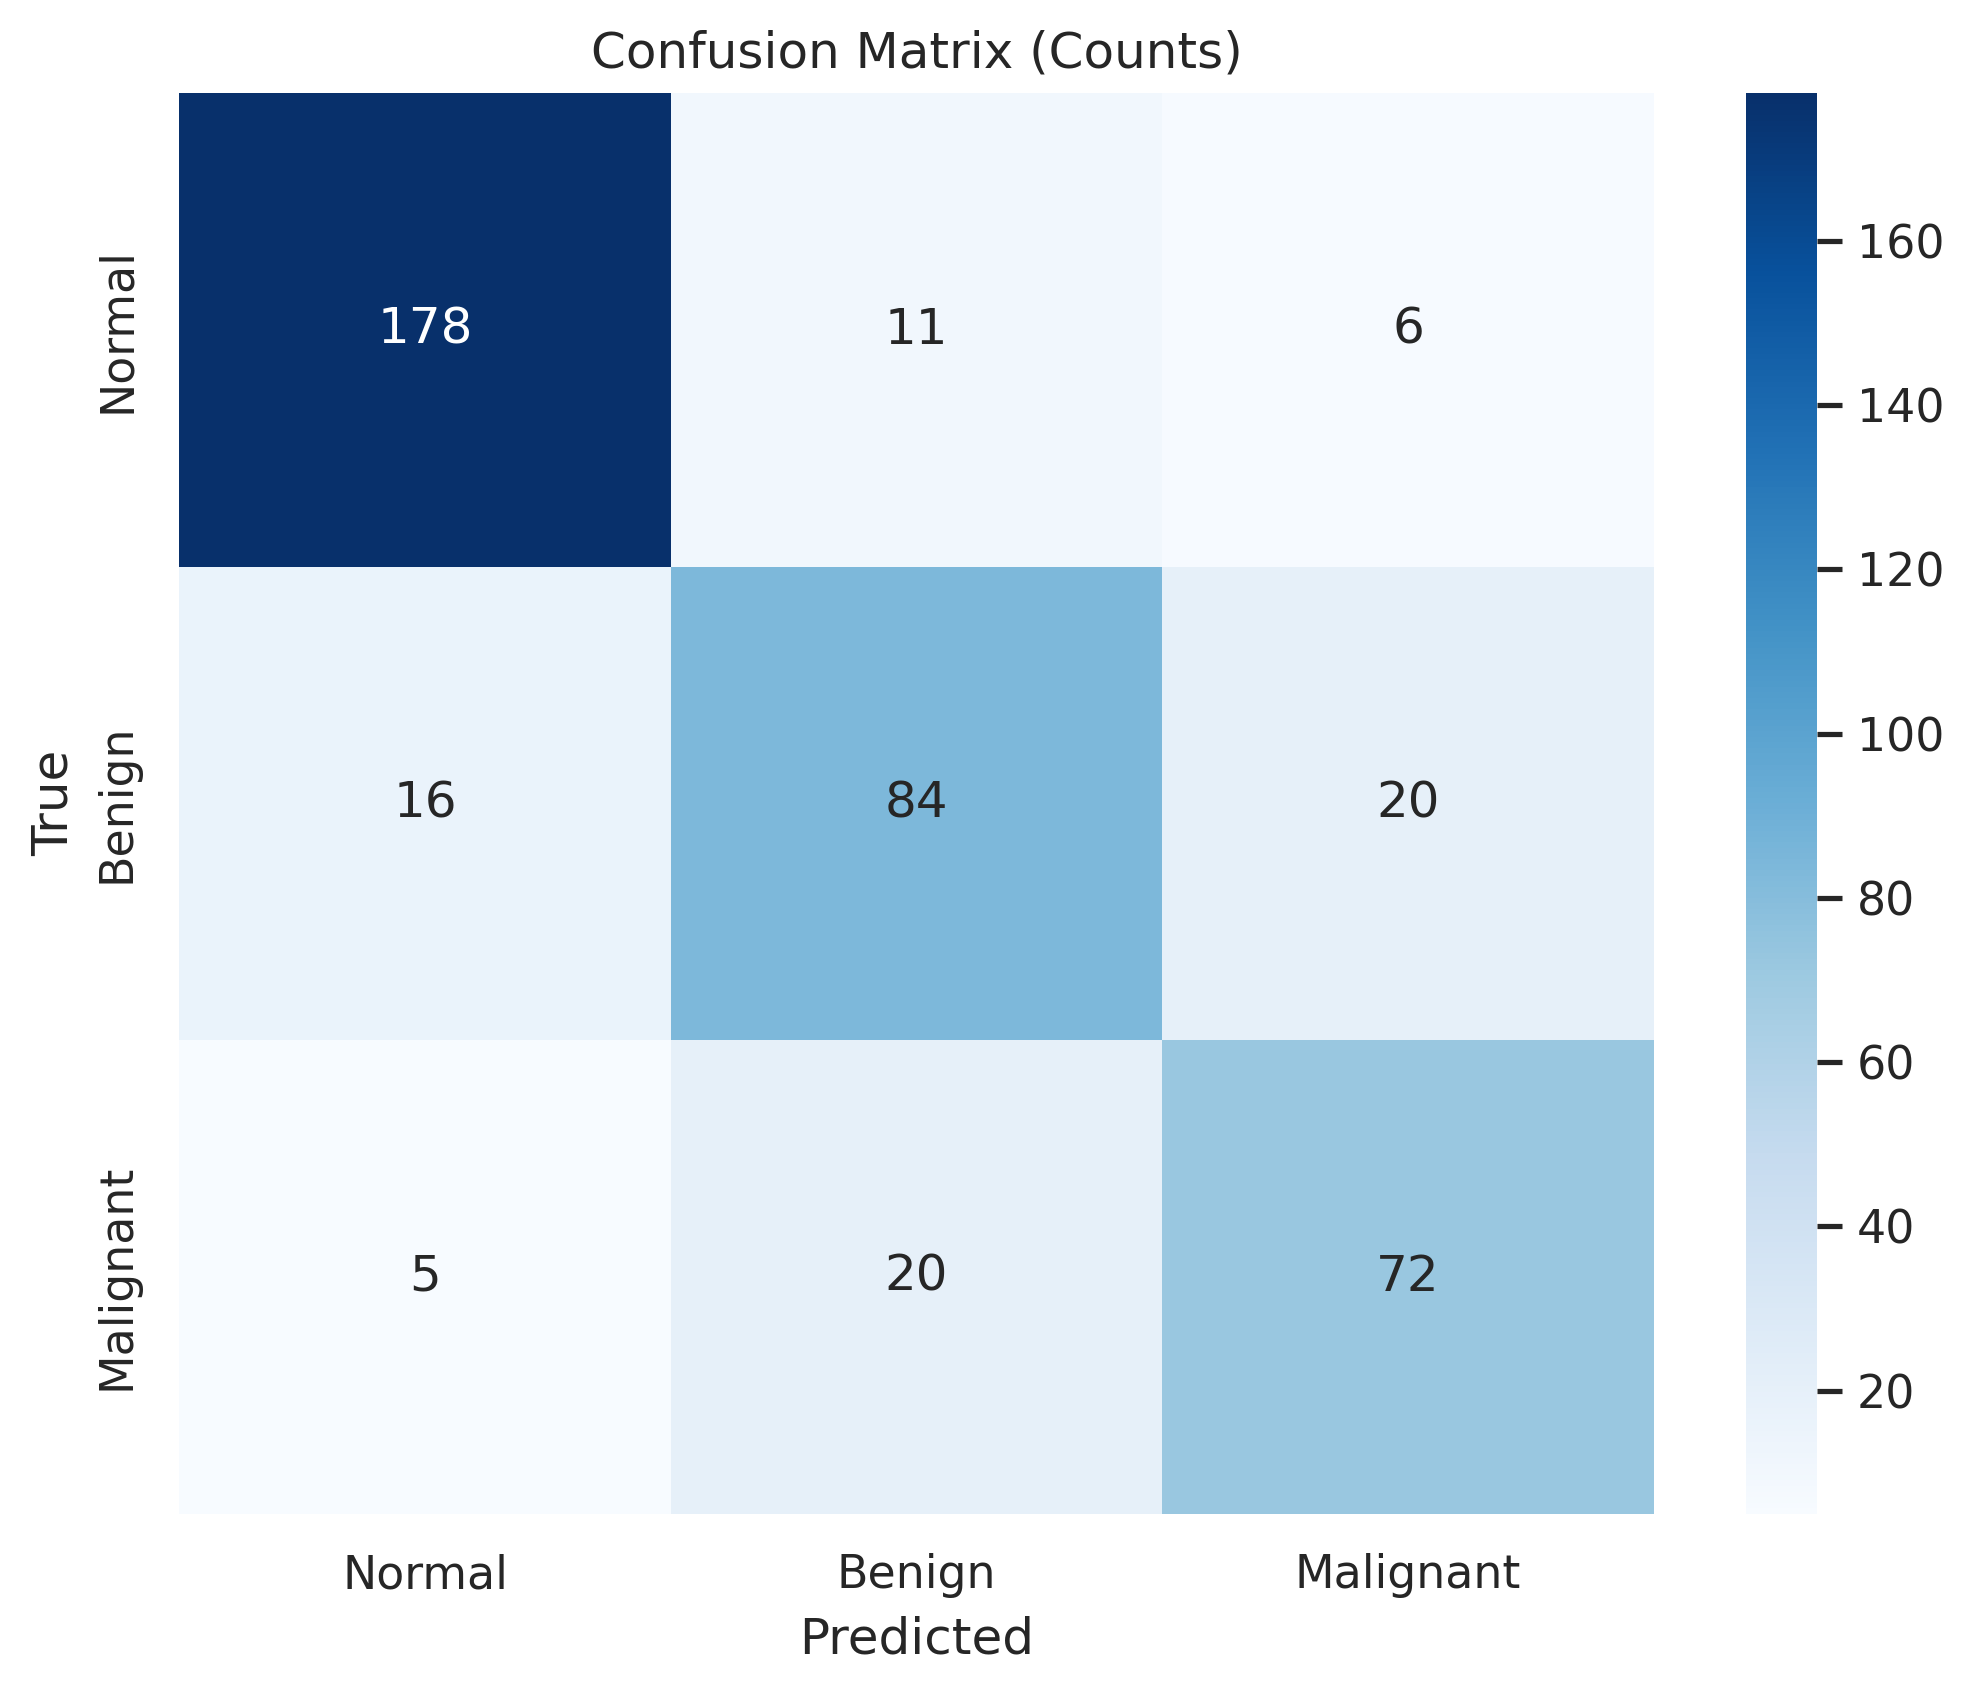 Confusion Matrix (Counts)
True
Normal
178
11
6
Benign
16
84
20
Malignant
5
20
72
Normal
Benign
Malignant
Predicted
160
140
120
100
80
60
40
20